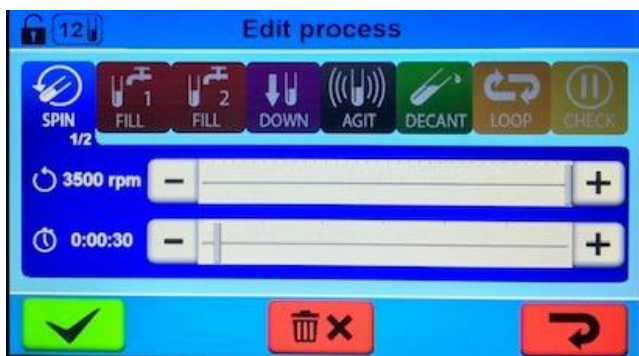 12 Edit process
SPIN FILL 1 FILL 2 DOWN AGIT DECANT LOOP CHECK
1/2
3500 rpm − +
0:00:30 − +